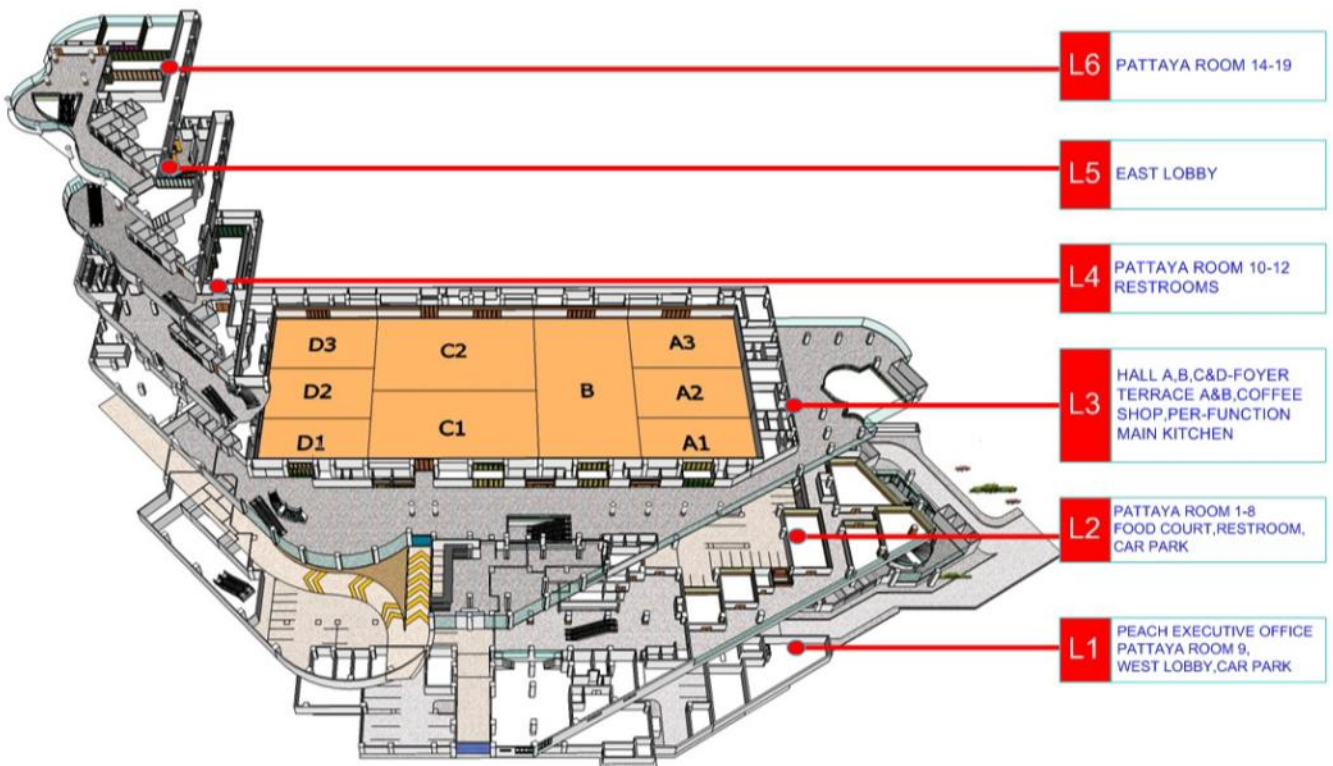 L6
PATTAYA ROOM 14-19
L5
EAST LOBBY
L4
PATTAYA ROOM 10-12
RESTROOMS
D3
C2
A3
D2
B
A2
D1
C1
A1
L3
HALL A,B,C&D-FOYER
TERRACE A&B,COFFEE
SHOP,PER-FUNCTION
MAIN KITCHEN
L2
PATTAYA ROOM 1-8
FOOD COURT,RESTROOM,
CAR PARK
L1
PEACH EXECUTIVE OFFICE
PATTAYA ROOM 9,
WEST LOBBY,CAR PARK